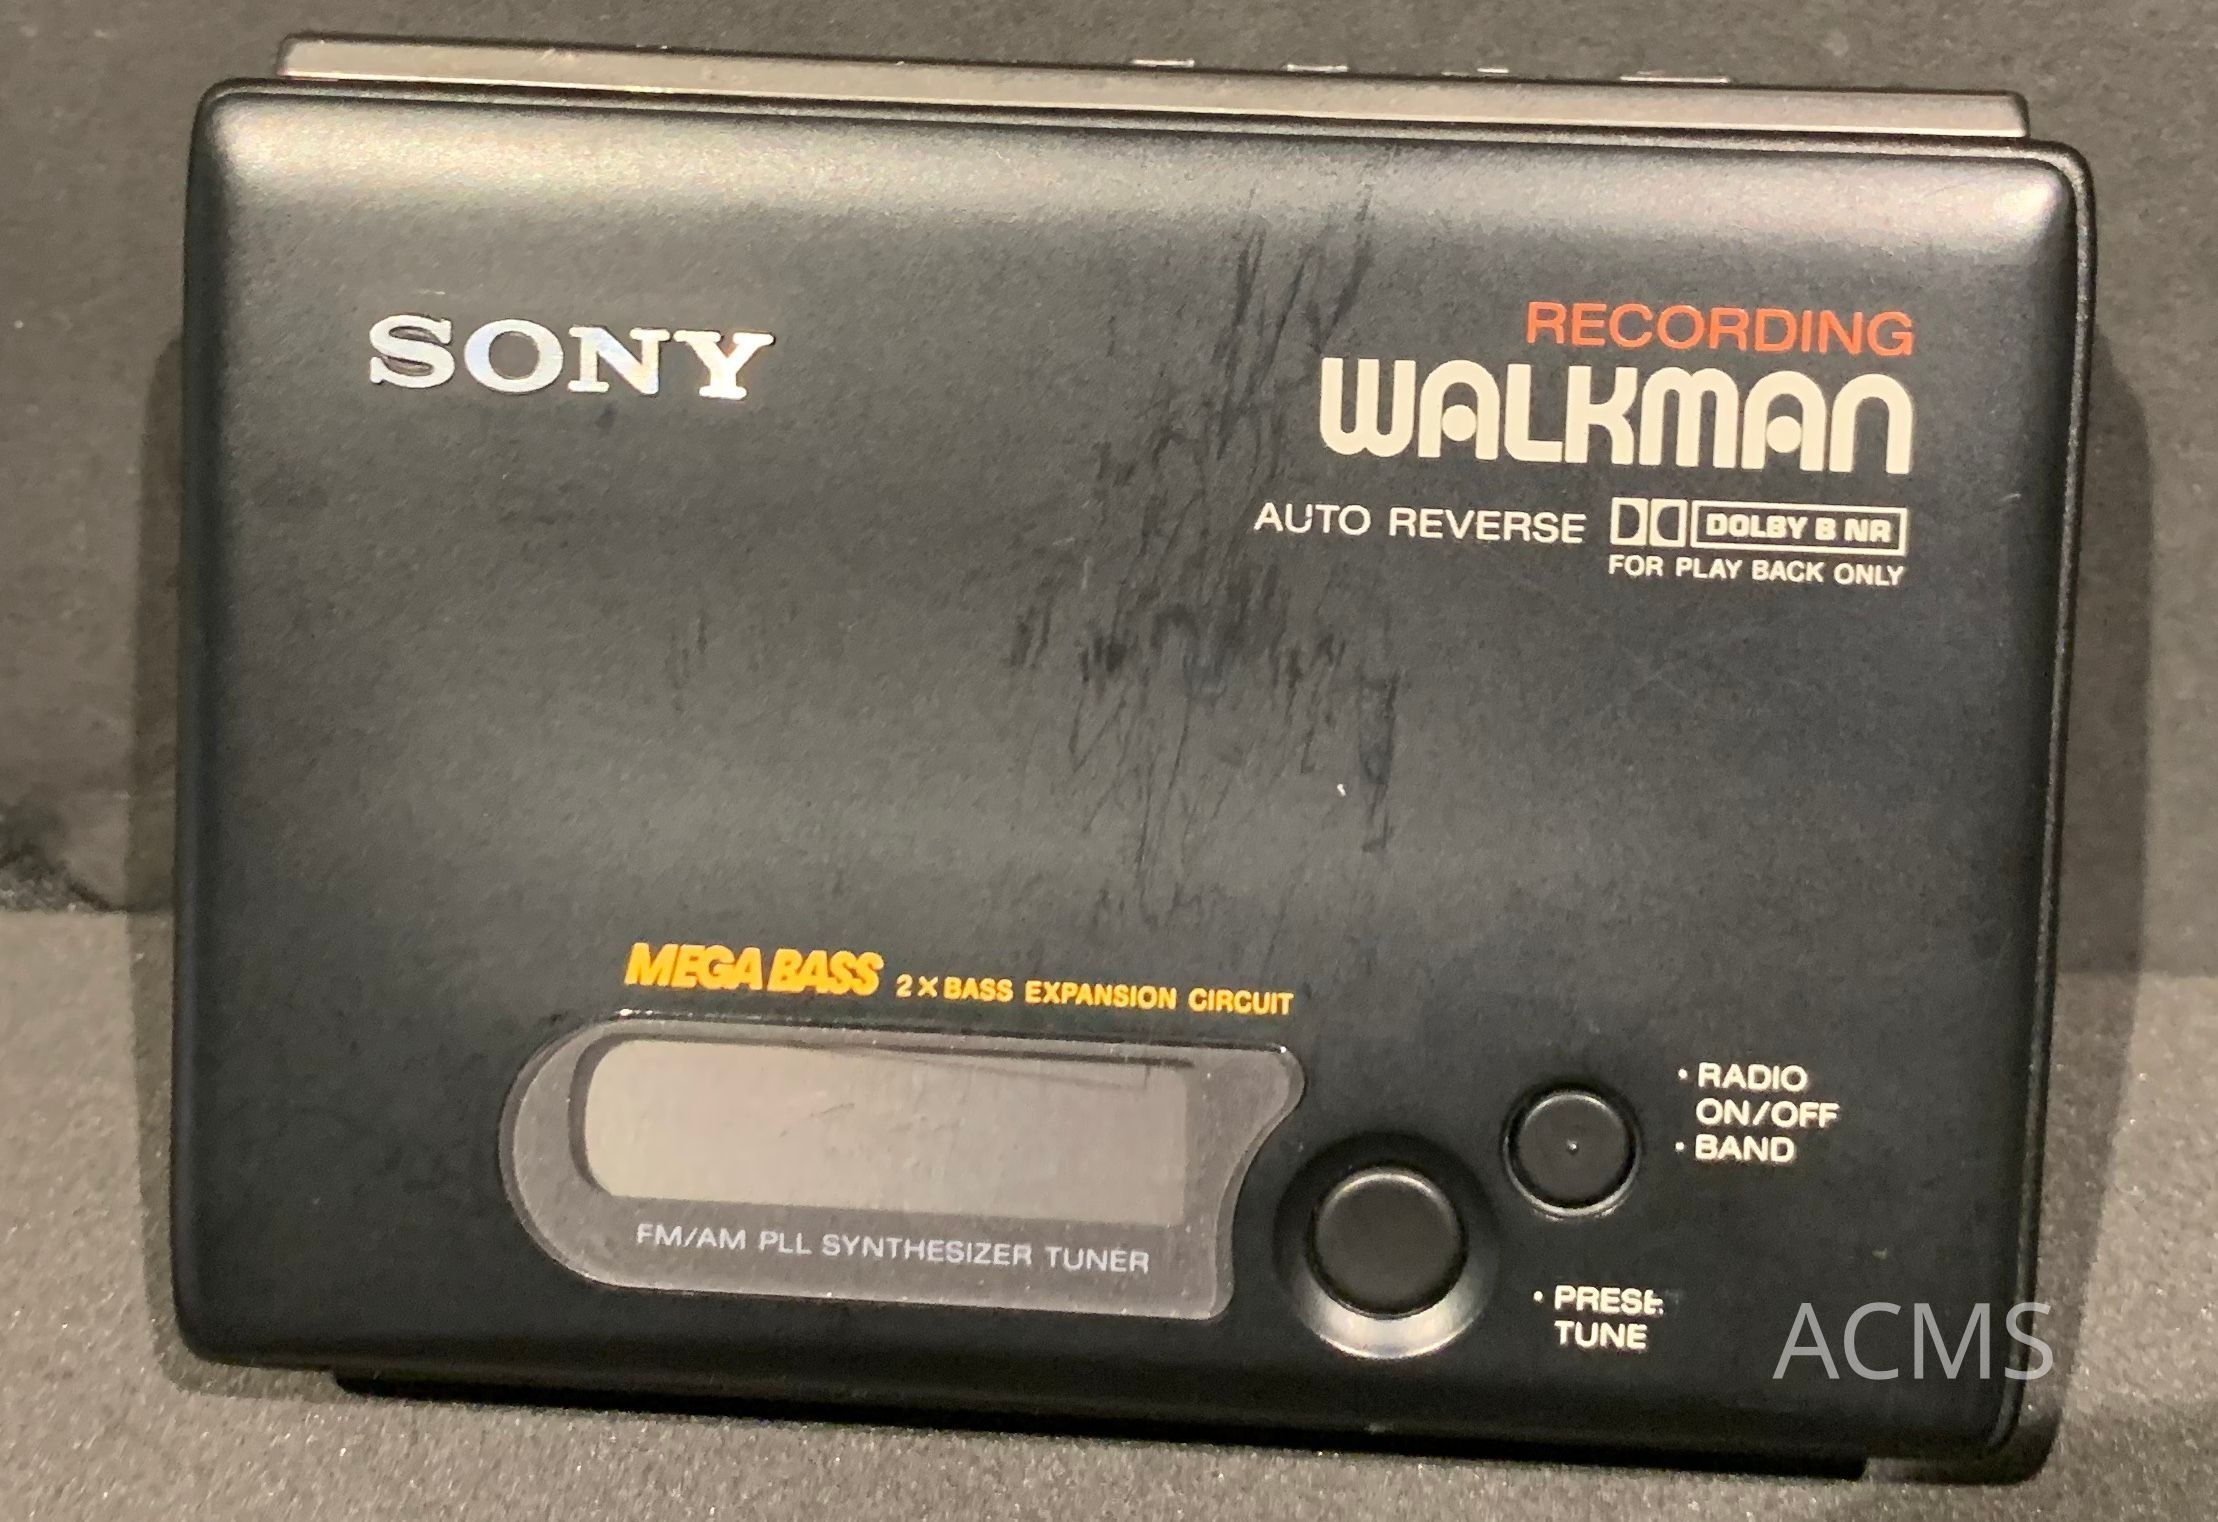 SONY
RECORDING
WALKMAN
AUTO REVERSE DOLBY B NR
FOR PLAY BACK ONLY
MEGA BASS 2×BASS EXPANSION CIRCUIT
FM/AM PLL SYNTHESIZER TUNER
• RADIO
ON/OFF
• BAND
• PRESET
TUNE
ACMS